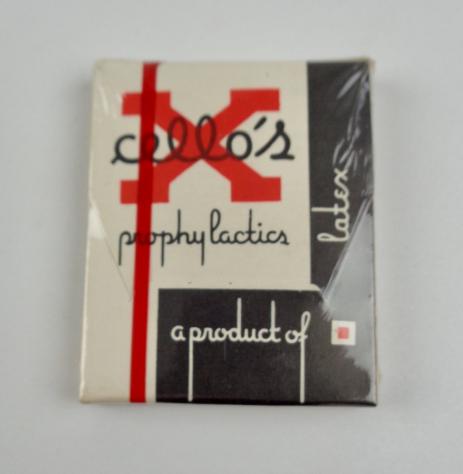 X
cello's
prophylactics
latex
a product of